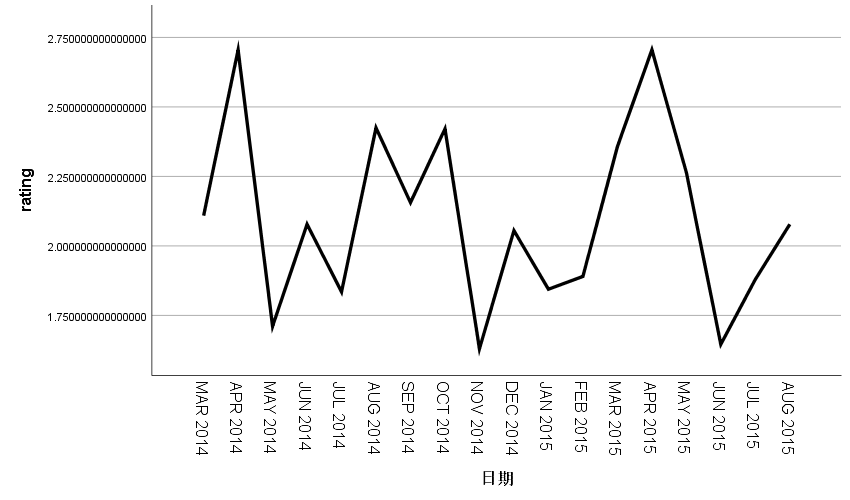 rating
2.750000000000000
2.500000000000000
2.250000000000000
2.000000000000000
1.750000000000000
MAR 2014
APR 2014
MAY 2014
JUN 2014
JUL 2014
AUG 2014
SEP 2014
OCT 2014
NOV 2014
DEC 2014
JAN 2015
FEB 2015
MAR 2015
APR 2015
MAY 2015
JUN 2015
JUL 2015
AUG 2015
日期